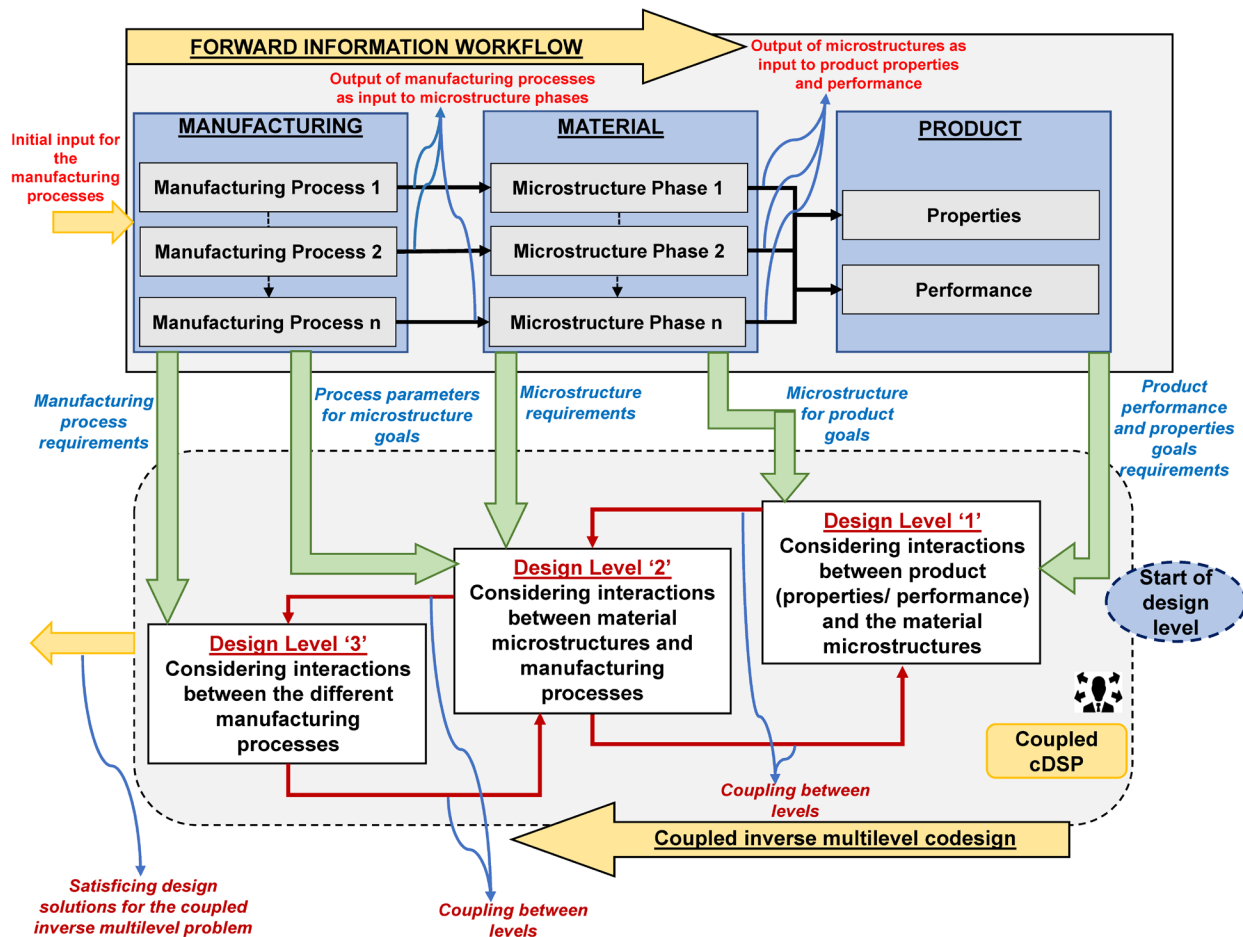 FORWARD INFORMATION WORKFLOW
Output of microstructures as
input to product properties
and performance
Output of manufacturing processes
as input to microstructure phases
Initial input for
the
manufacturing
processes
MANUFACTURING
Manufacturing Process 1
Manufacturing Process 2
Manufacturing Process n
MATERIAL
Microstructure Phase 1
Microstructure Phase 2
Microstructure Phase n
PRODUCT
Properties
Performance
Manufacturing
process
requirements
Process parameters
for microstructure
goals
Microstructure
requirements
Microstructure
for product
goals
Product
performance
and properties
goals
requirements
Design Level ‘1’
Considering interactions
between product
(properties/ performance)
and the material
microstructures
Design Level ‘2’
Considering interactions
between material
microstructures and
manufacturing
processes
Design Level ‘3’
Considering interactions
between the different
manufacturing
processes
Start of
design
level
Coupled
cDSP
Coupling between
levels
Coupled inverse multilevel codesign
Satisficing design
solutions for the coupled
inverse multilevel problem
Coupling between
levels